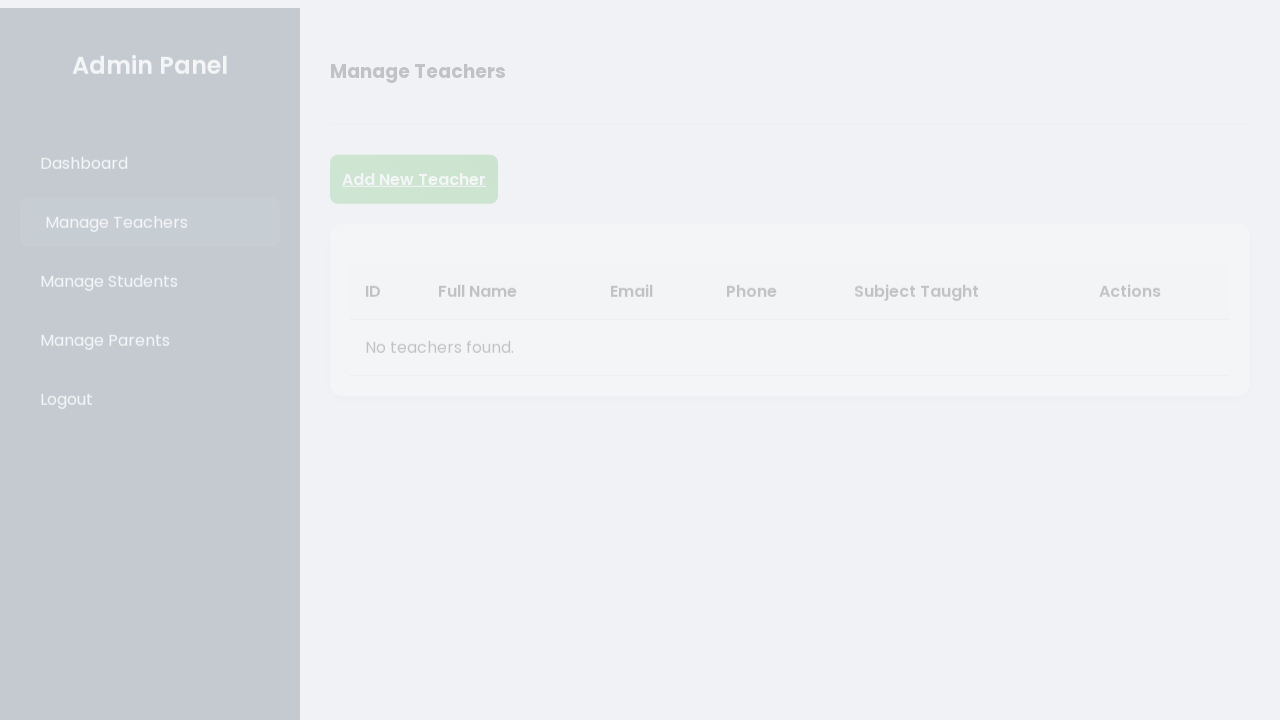 Admin Panel
Dashboard
Manage Teachers
Manage Students
Manage Parents
Logout
Manage Teachers
Add New Teacher
ID Full Name Email Phone Subject Taught Actions
No teachers found.